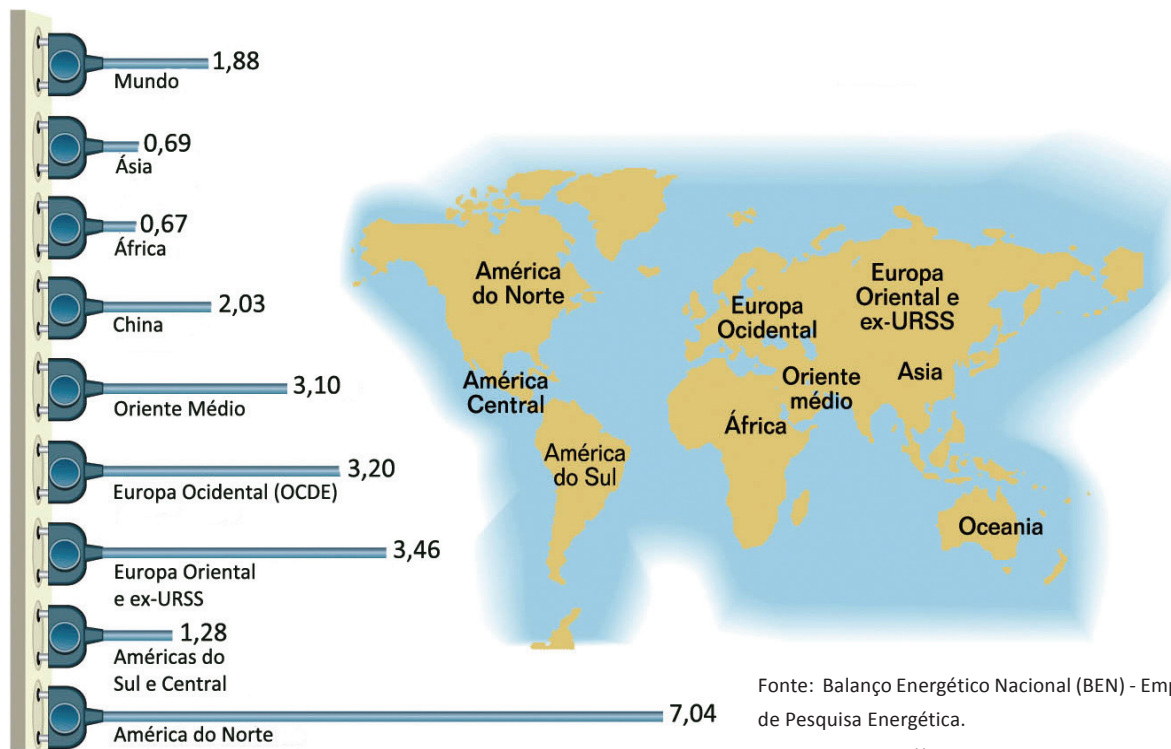 1,88
Mundo
0,69
Ásia
0,67
África
2,03
China
3,10
Oriente Médio
3,20
Europa Ocidental (OCDE)
3,46
Europa Oriental
e ex-URSS
1,28
Américas do
Sul e Central
7,04
América do Norte
América
do Norte
América
Central
América
do Sul
Europa
Ocidental
África
Oriente
médio
Europa
Oriental e
ex-URSS
Asia
Oceania
Fonte: Balanço Energético Nacional (BEN) - Emp
de Pesquisa Energética.